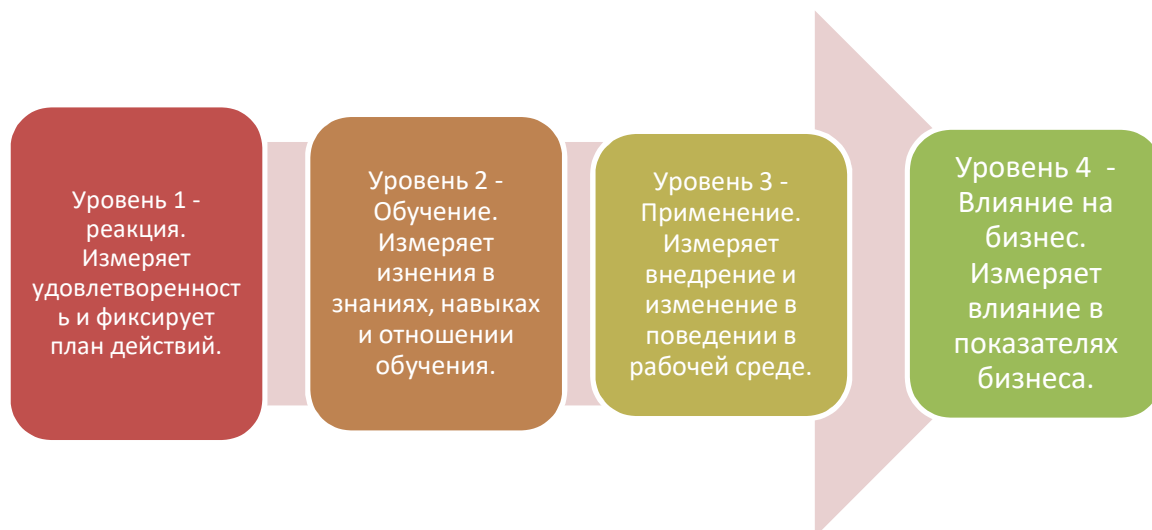 Уровень 1 -
реакция.
Измеряет
удовлетворенност
ь и фиксирует
план действий.
Уровень 2 -
Обучение.
Измеряет
изнения в
знаниях, навыках
и отношении
обучения.
Уровень 3 -
Применение.
Измеряет
внедрение и
изменение в
поведении в
рабочей среде.
Уровень 4 -
Влияние на
бизнес.
Измеряет
влияние в
показателях
бизнеса.